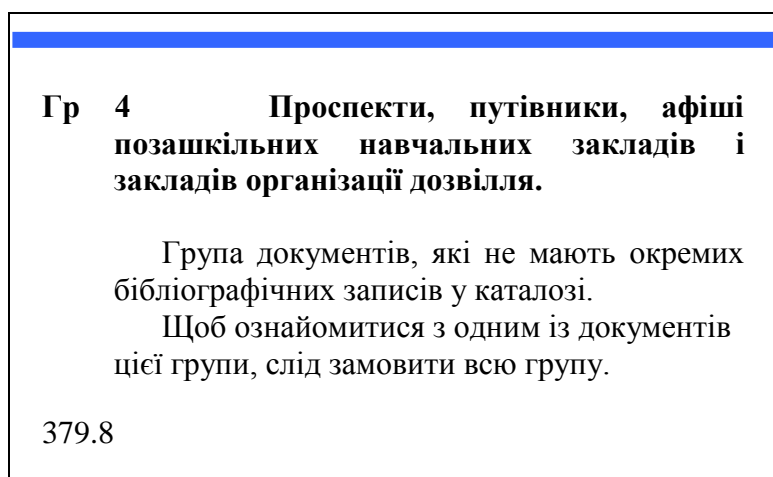 Гр 4 Проспекти, путівники, афіші
позашкільних навчальних закладів і
закладів організації дозвілля.
Група документів, які не мають окремих
бібліографічних записів у каталозі.
Щоб ознайомитися з одним із документів
цієї групи, слід замовити всю групу.
379.8